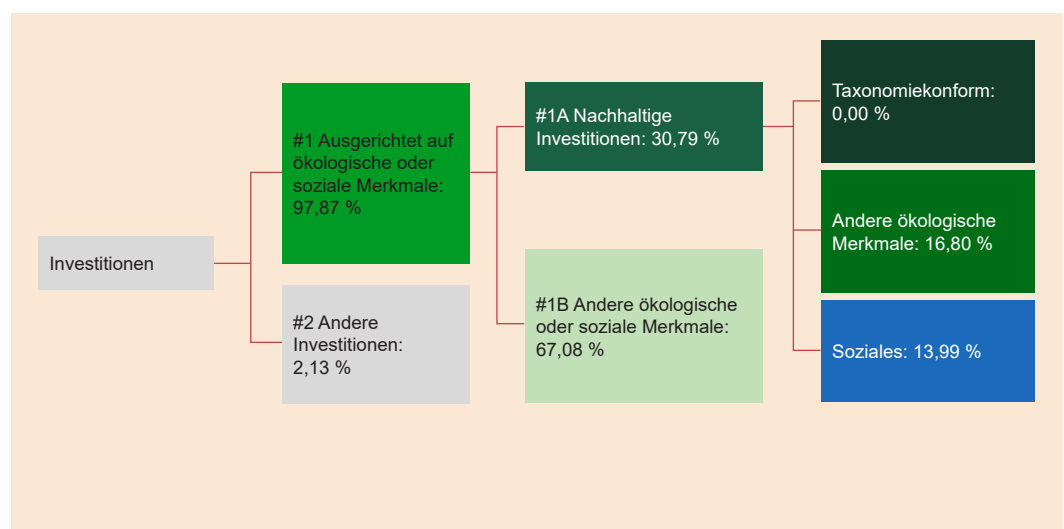 Investitionen
#1 Ausgerichtet auf
ökologische oder
soziale Merkmale:
97,87 %
#2 Andere
Investitionen:
2,13 %
#1A Nachhaltige
Investitionen: 30,79 %
#1B Andere ökologische
oder soziale Merkmale:
67,08 %
Taxonomiekonform:
0,00 %
Andere ökologische
Merkmale: 16,80 %
Soziales: 13,99 %